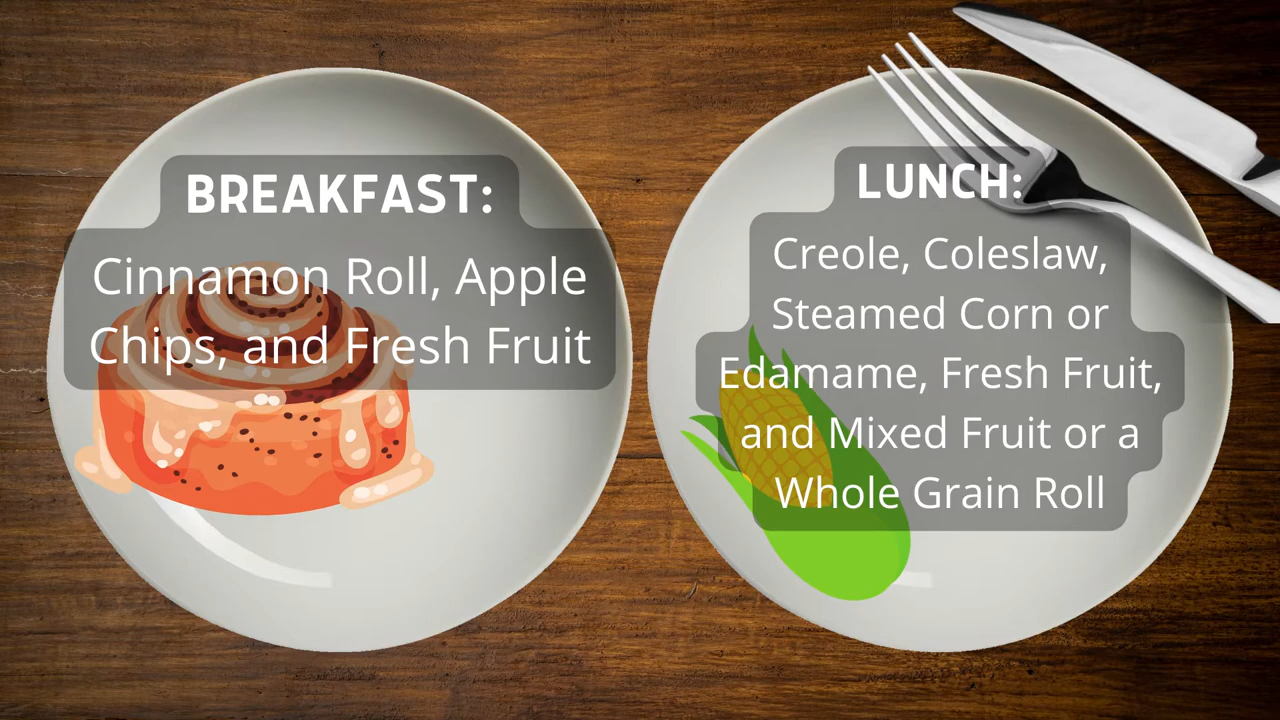 BREAKFAST:
Cinnamon Roll, Apple
Chips, and Fresh Fruit
LUNCH:
Creole, Coleslaw,
Steamed Corn or
Edamame, Fresh Fruit,
and Mixed Fruit or a
Whole Grain Roll